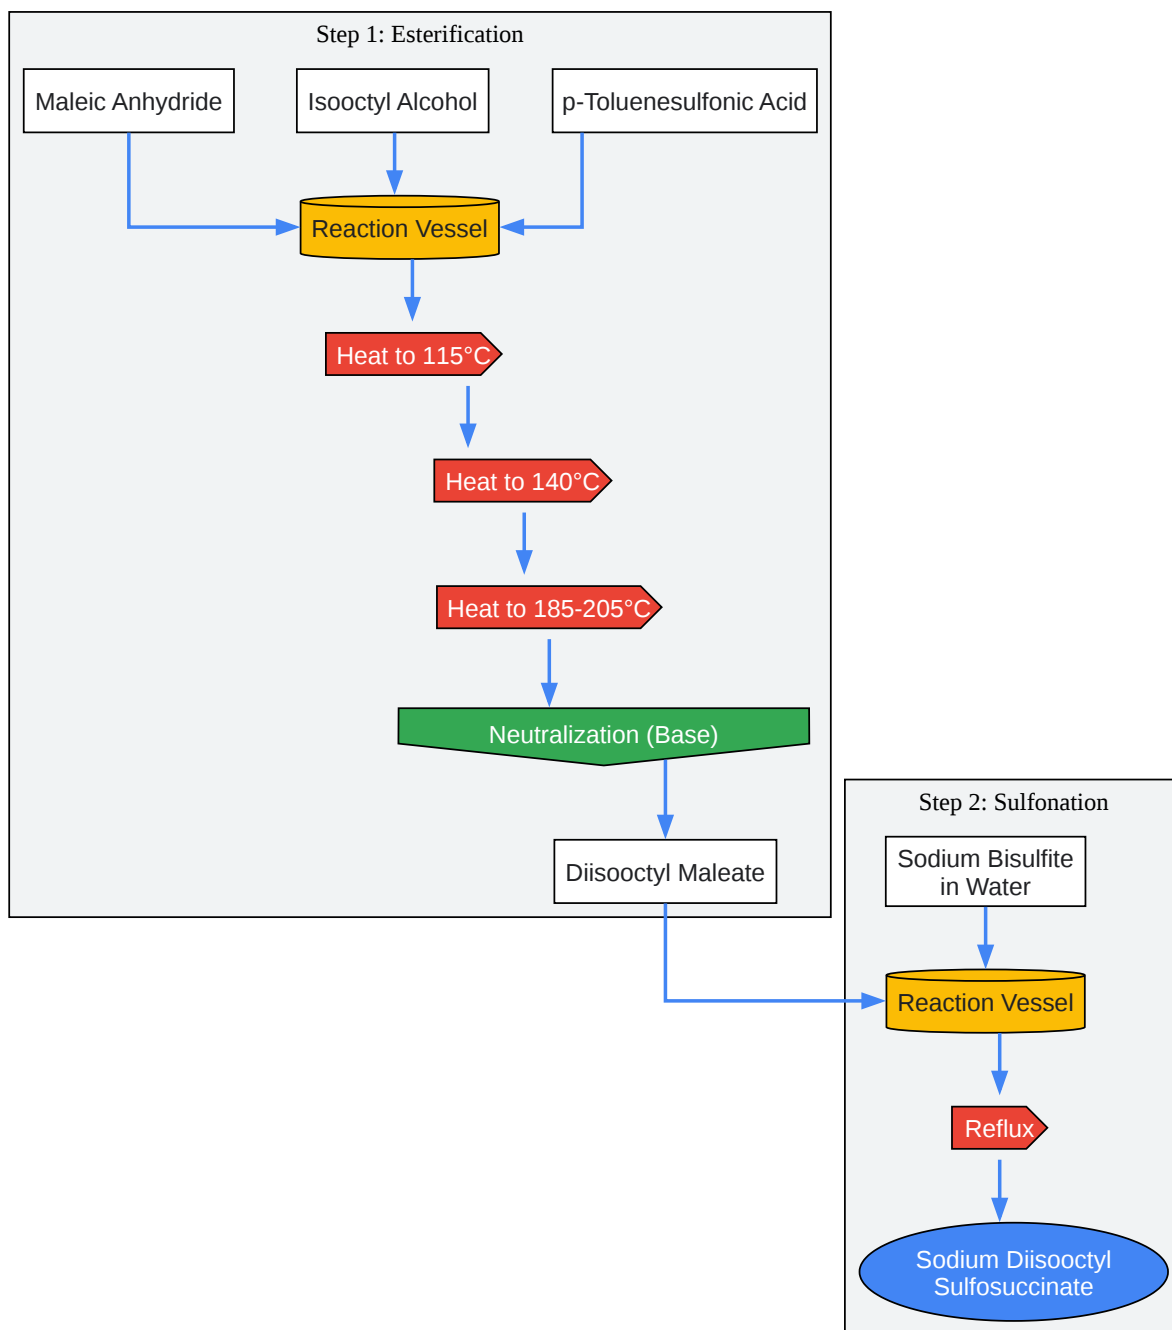 Step 1: Esterification
Maleic Anhydride
Isooctyl Alcohol
p-Toluenesulfonic Acid
Reaction Vessel
Heat to 115°C
Heat to 140°C
Heat to 185-205°C
Neutralization (Base)
Diisooctyl Maleate
Step 2: Sulfonation
Sodium Bisulfite
in Water
Reaction Vessel
Reflux
Sodium Diisooctyl
Sulfosuccinate